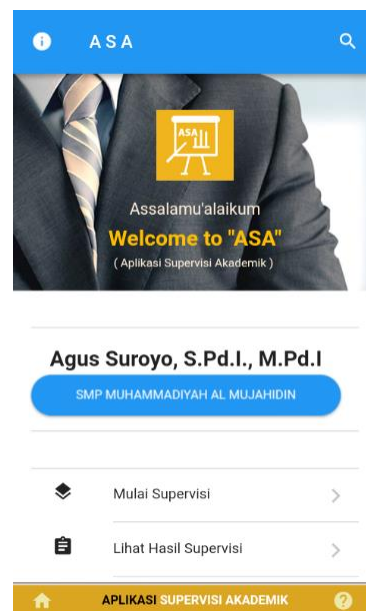 A S A
ASA
Assalamu'alaikum
Welcome to "ASA"
( Aplikasi Supervisi Akademik )
Agus Suroyo, S.Pd.I., M.Pd.I
SMP MUHAMMADIYAH AL MUJAHIDIN
Mulai Supervisi
Lihat Hasil Supervisi
APLIKASI SUPERVISI AKADEMIK